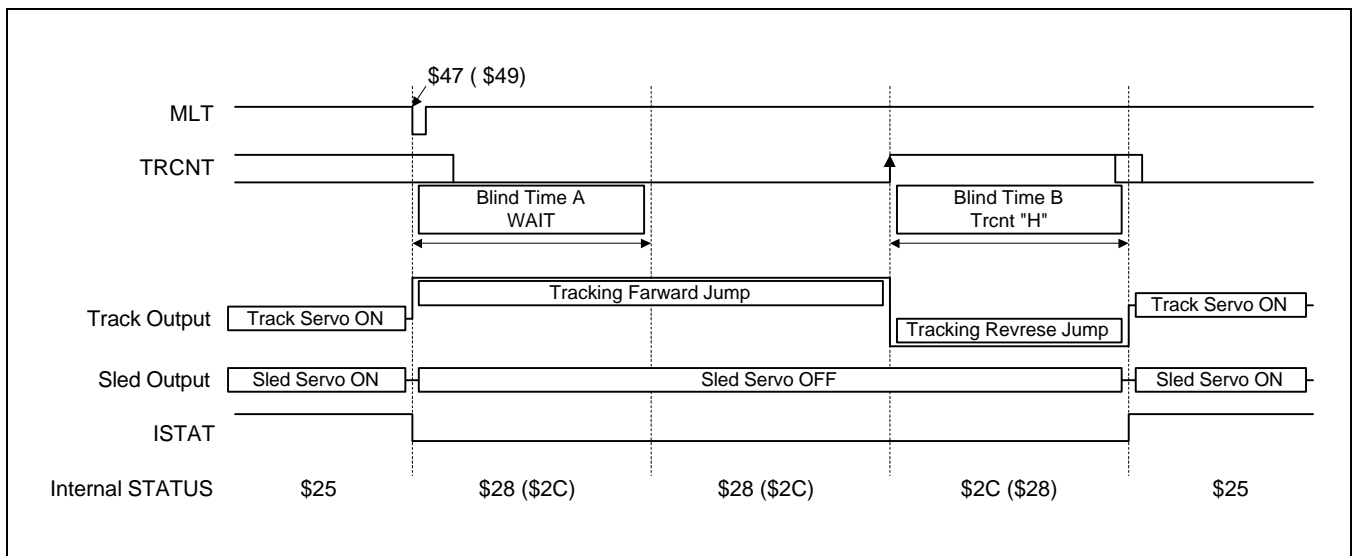 $47 ( $49)
MLT
TRCNT
Blind Time A
WAIT
Blind Time B
Trcnt "H"
Tracking Farward Jump
Track Output
Track Servo ON
Track Servo ON
Tracking Revrese Jump
Sled Output
Sled Servo ON
Sled Servo OFF
Sled Servo ON
ISTAT
Internal STATUS
$25
$28 ($2C)
$28 ($2C)
$2C ($28)
$25